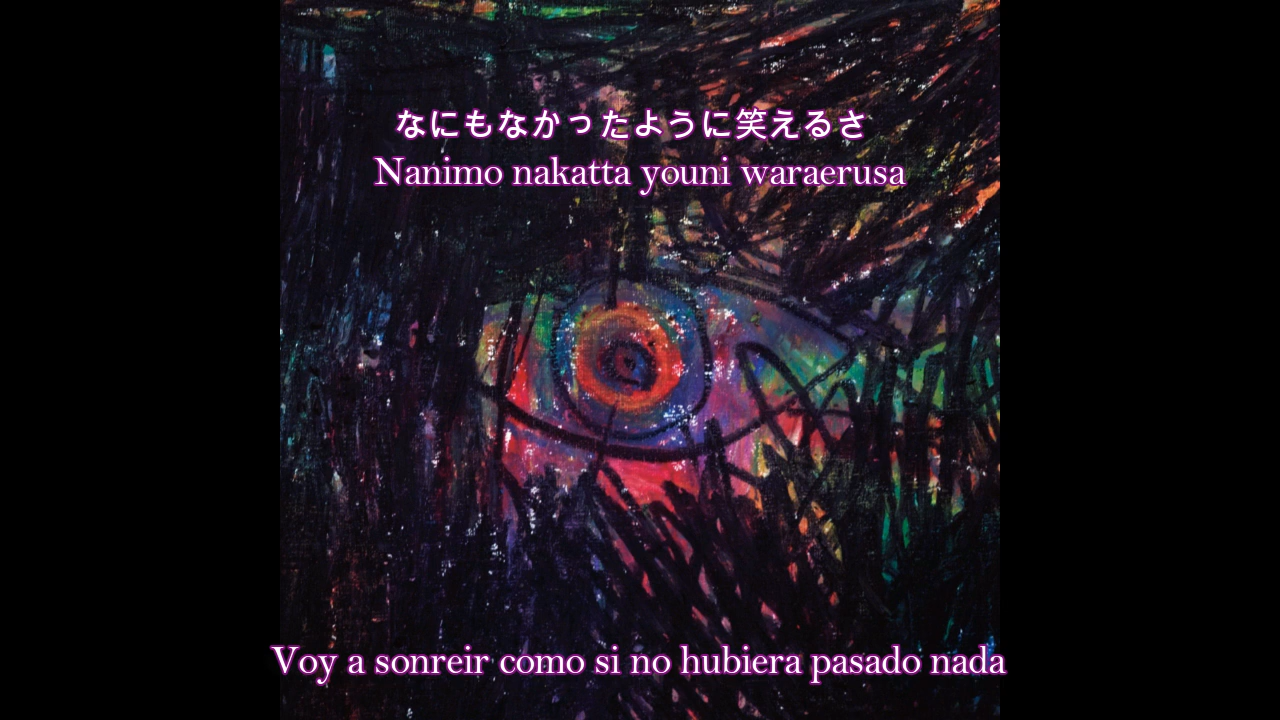 なにもなかったように笑えるさ
Nanimo nakatta youni waraerusa
Voy a sonreir como si no hubiera pasado nada